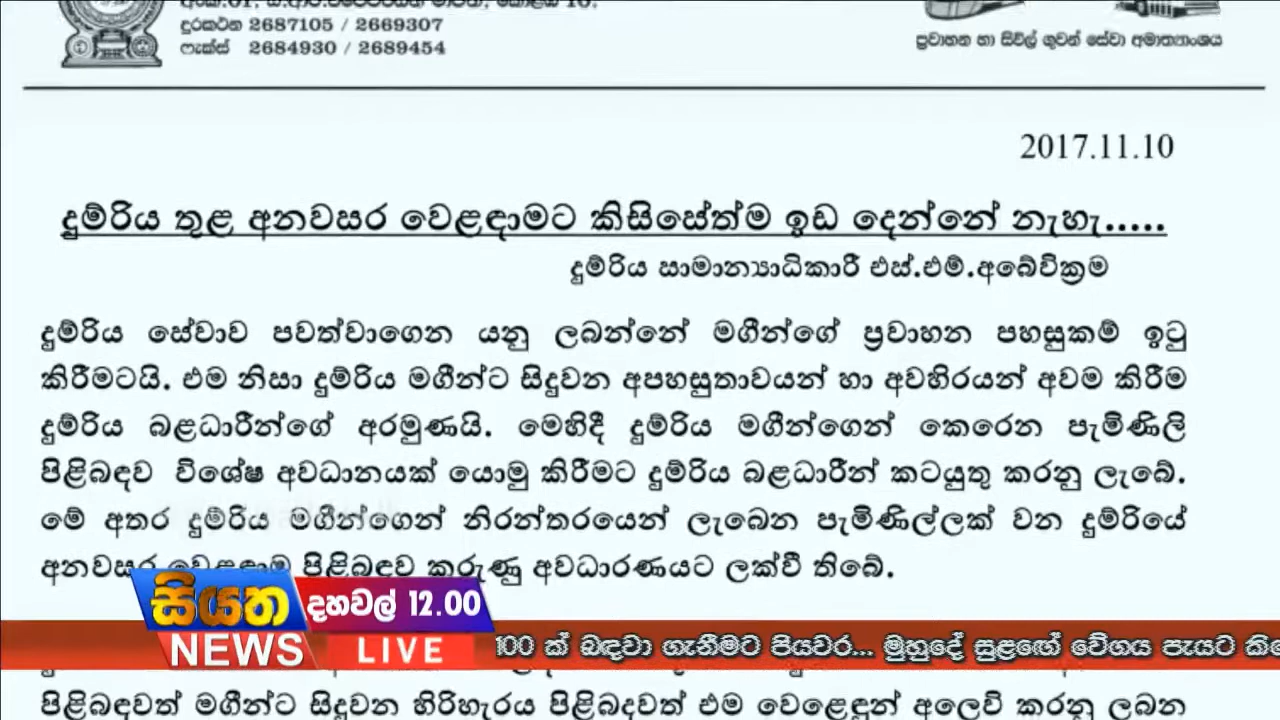 දුරකථන 2687105 / 2669307
ෆැක්ස් 2684930 / 2689454
ප්‍රවාහන හා සිවිල් ගුවන් සේවා අමාත්‍යාංශය
2017.11.10
දුම්රිය තුළ අනවසර වෙළඳාමට කිසිසේත්ම ඉඩ දෙන්නේ නැහැ.....
දුම්රිය සාමාන්‍යාධිකාරී එස්.එම්.අබේවික්‍රම
දුම්රිය සේවාව පවත්වාගෙන යනු ලබන්නේ මගීන්ගේ ප්‍රවාහන පහසුකම් ඉටු
කිරීමටයි. එම නිසා දුම්රිය මගීන්ට සිදුවන අපහසුතාවයන් හා අවහිරයන් අවම කිරීම
දුම්රිය බළධාරීන්ගේ අරමුණයි. මෙහිදී දුම්රිය මගීන්ගෙන් කෙරෙන පැමිණිලි
පිළිබඳව විශේෂ අවධානයක් යොමු කිරීමට දුම්රිය බළධාරීන් කටයුතු කරනු ලැබේ.
මේ අතර දුම්රිය මගීන්ගෙන් නිරන්තරයෙන් ලැබෙන පැමිණිල්ලක් වන දුම්රියේ
අනවසර වෙළඳාම පිළිබඳව කරුණු අවධාරණයට ලක්වී තිබේ.
සියත දහවල් 12.00
NEWS LIVE 100 ක් බඳවා ගැනීමට පියවර... මුහුදේ සුළඟේ වේගය පැයට
පිළිබඳවත් මගීන්ට සිදුවන හිරිහැරය පිළිබදවත් එම වෙළෙඳුන් අලෙවි කරනු ලබන